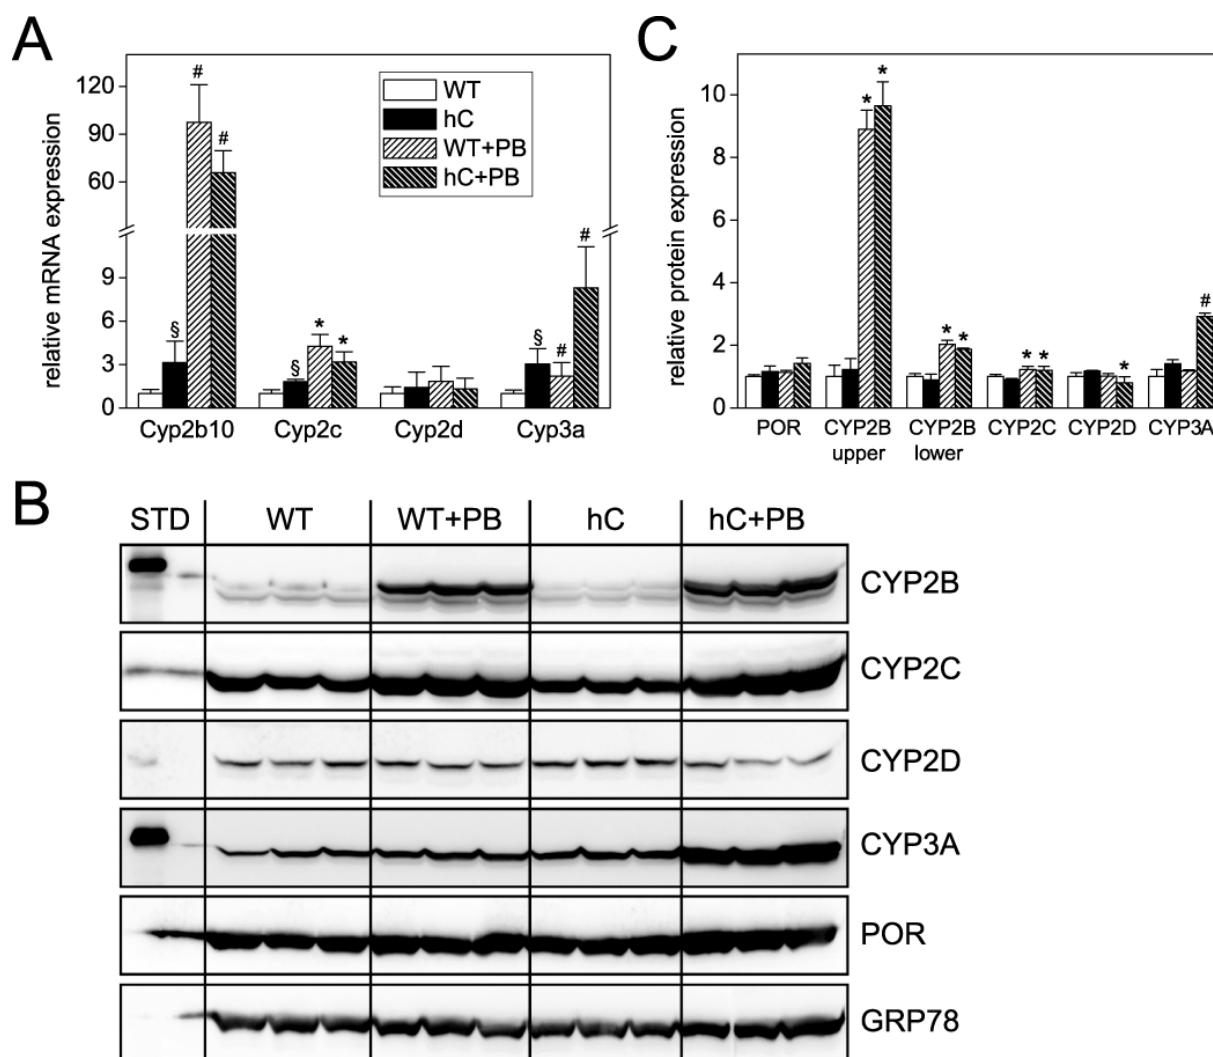 A
relative mRNA expression
120
90
60
9
6
3
0
# # § * * § # #
WT
hC
WT+PB
hC+PB
Cyp2b10 Cyp2c Cyp2d Cyp3a
C
relative protein expression
10
8
6
4
2
0
* * * * * * * #
POR CYP2B CYP2B CYP2C CYP2D CYP3A
upper lower
B
STD WT WT+PB hC hC+PB
CYP2B
CYP2C
CYP2D
CYP3A
POR
GRP78